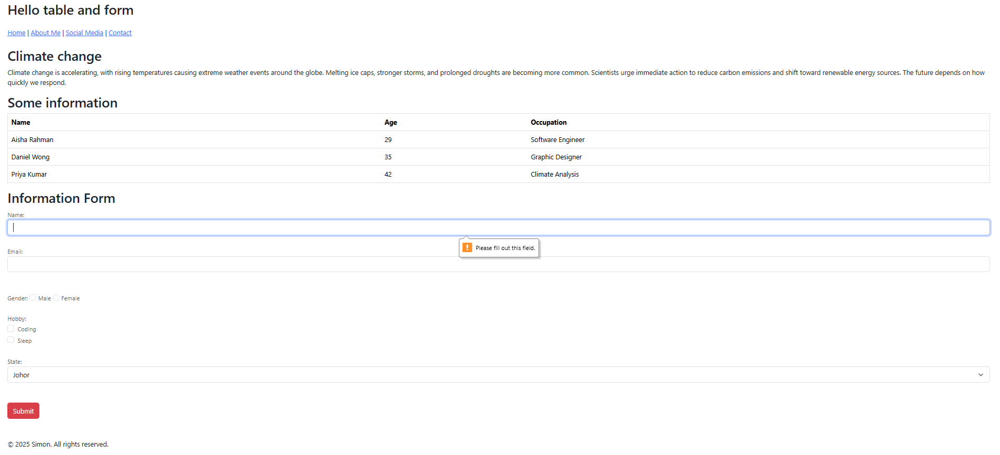 Hello table and form
Home | About Me | Social Media | Contact
Climate change
Climate change is accelerating, with rising temperatures causing extreme weather events around the globe. Melting ice caps, stronger storms, and prolonged droughts are becoming more common. Scientists urge immediate action to reduce carbon emissions and shift toward renewable energy sources. The future depends on how
quickly we respond.
Some information
Name Age Occupation
Aisha Rahman 29 Software Engineer
Daniel Wong 35 Graphic Designer
Priya Kumar 42 Climate Analysis
Information Form
Name:
Please fill out this field.
Email:
Gender: Male Female
Hobby:
Coding
Sleep
State:
Johor
Submit
© 2025 Simon. All rights reserved.